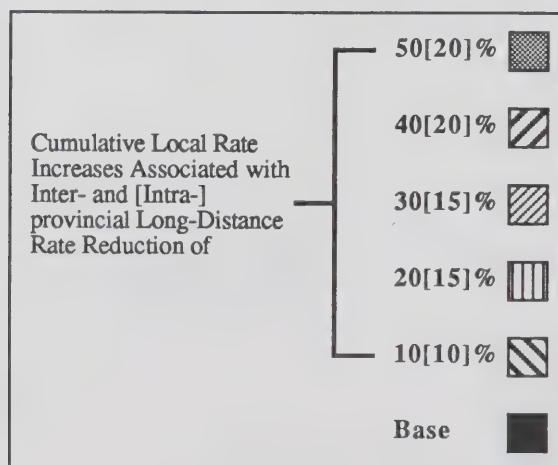 50[20]%
40[20]%
Cumulative Local Rate
Increases Associated with
Inter- and [Intra-]
provincial Long-Distance
Rate Reduction of
30[15]%
20[15]%
10[10]%
Base